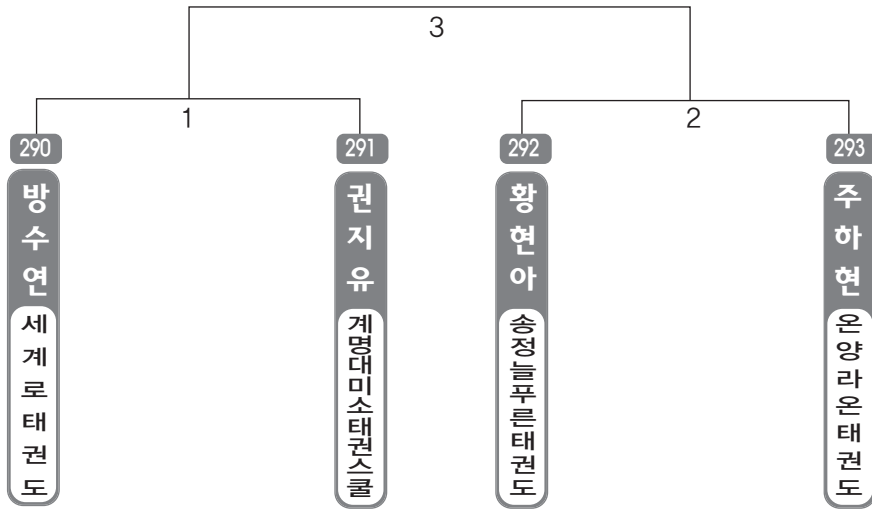 3
1
2
290
291
292
293
방수연
권지유
황현아
주하현
세계로태권도
계명대미소태권스쿨
송정늘푸른태권도
온양라온태권도